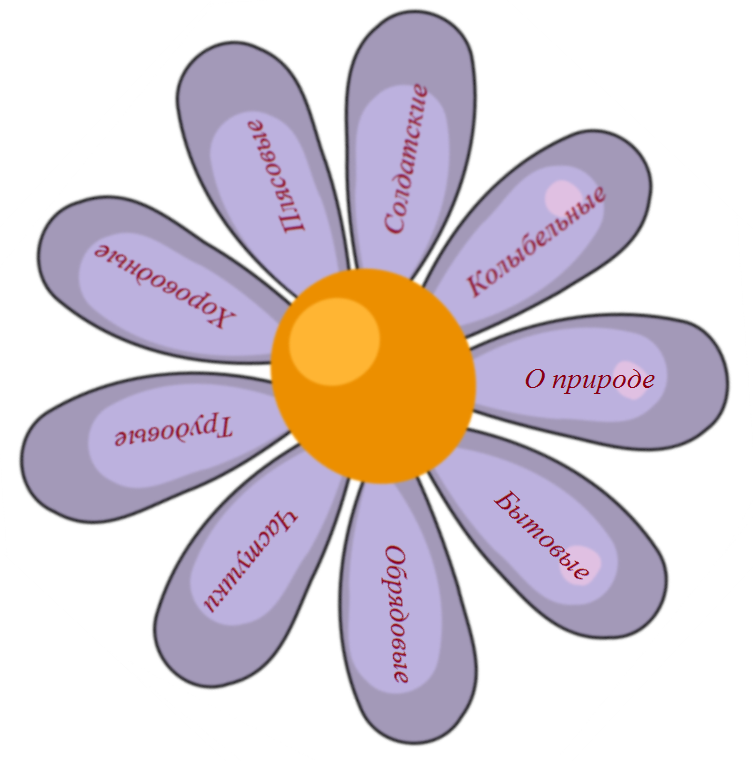 Солдатские
Колыбельные
О природе
Бытовые
Обрядовые
Частушки
Трудовые
Хороводные
Плясовые